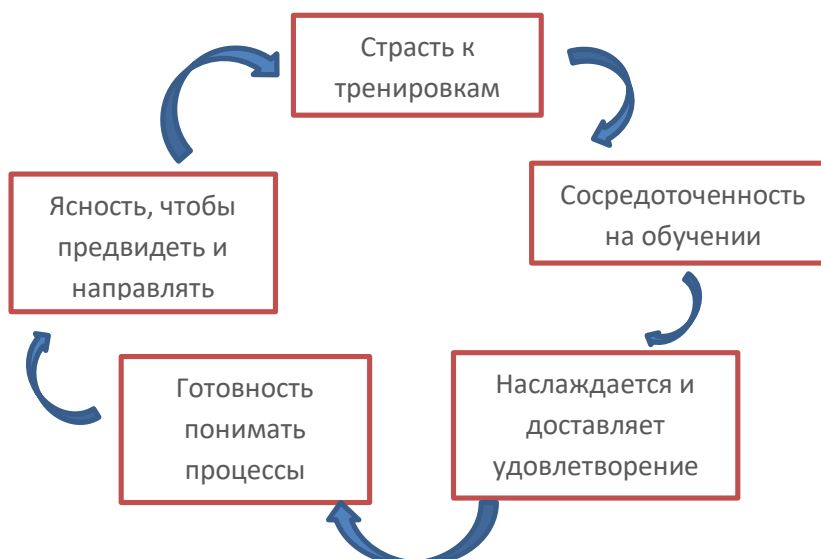 Страсть к
тренировкам
Сосредоточенность
на обучении
Наслаждается и
доставляет
удовлетворение
Готовность
понимать
процессы
Ясность, чтобы
предвидеть и
направлять